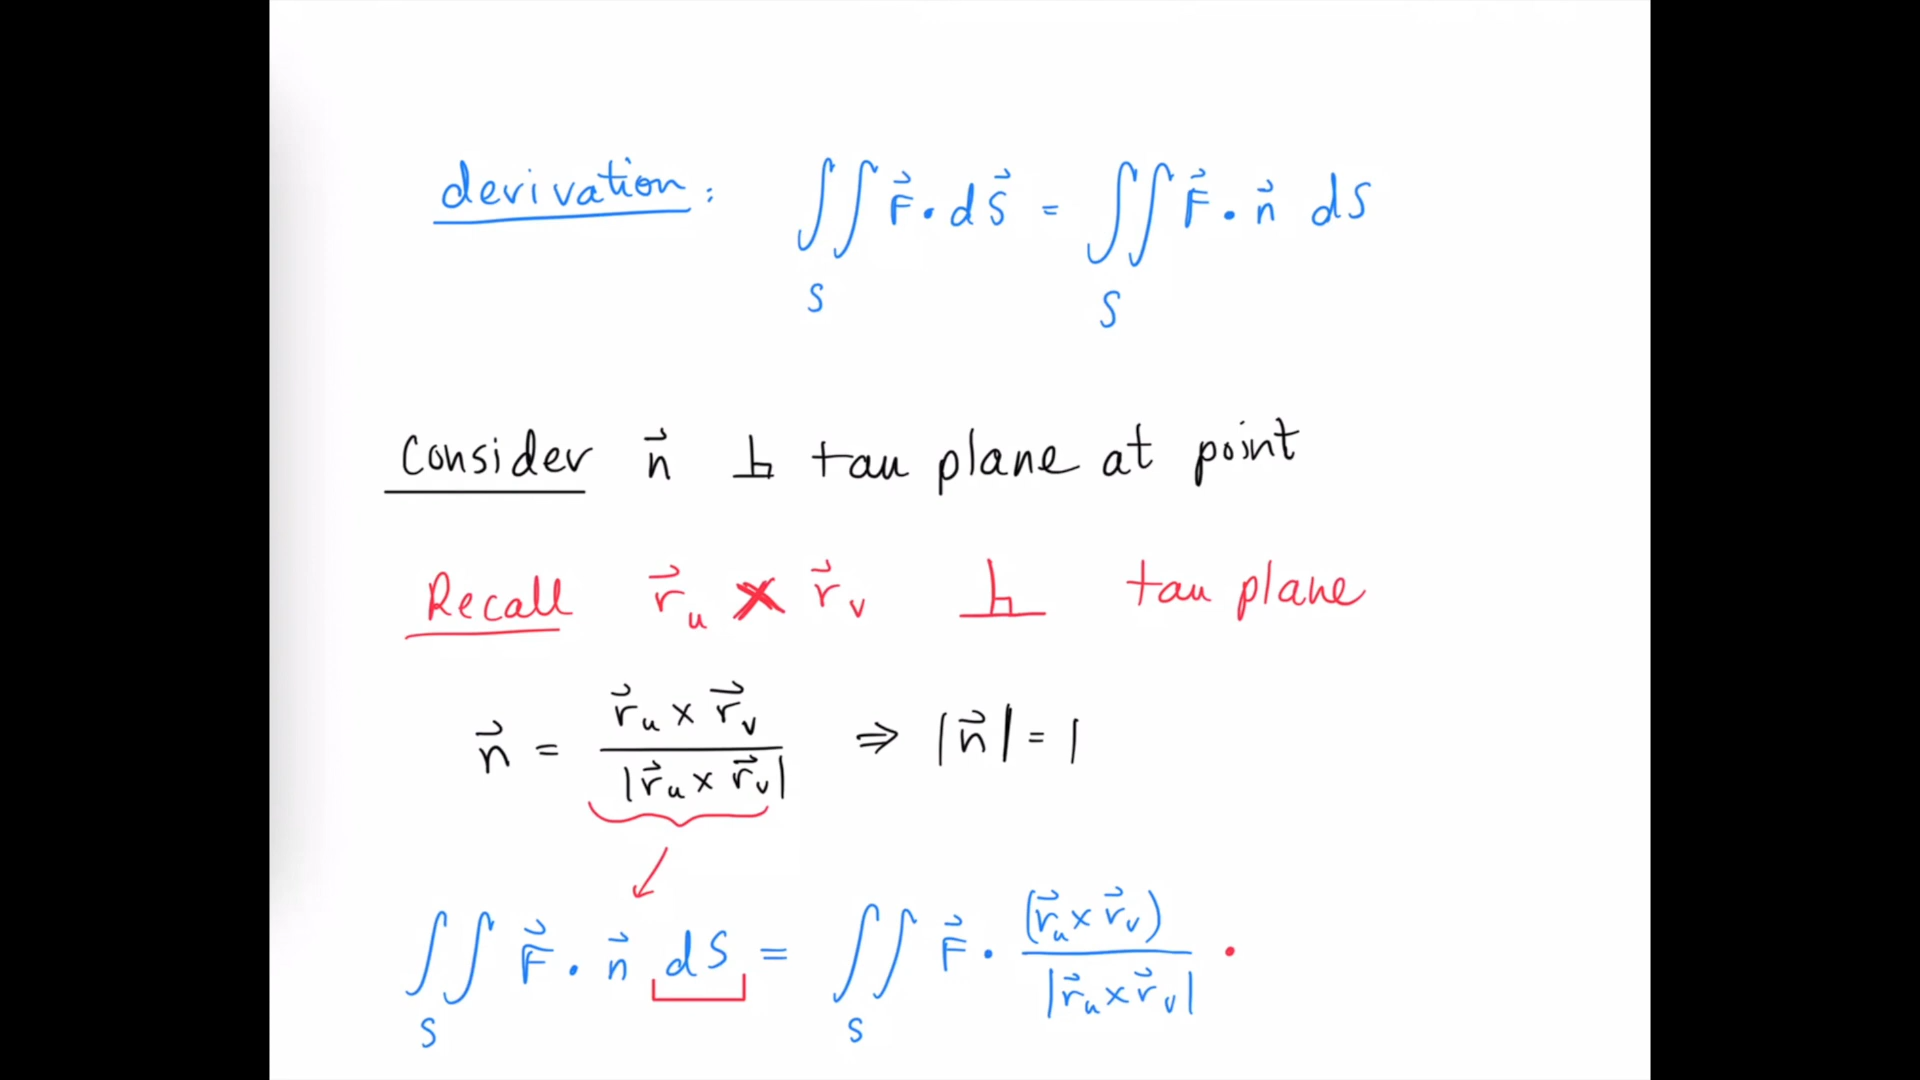 derivation: ∬_S F⃗ · dS⃗ = ∬_S F⃗ · n⃗ dS
Consider n⃗ ⊥ tan plane at point
Recall r⃗_u × r⃗_v ⊥ tan plane
n⃗ = (r⃗_u × r⃗_v) / |r⃗_u × r⃗_v| ⇒ |n⃗| = 1
∬_S F⃗ · n⃗ dS = ∬_S F⃗ · (r⃗_u × r⃗_v) / |r⃗_u × r⃗_v| ·